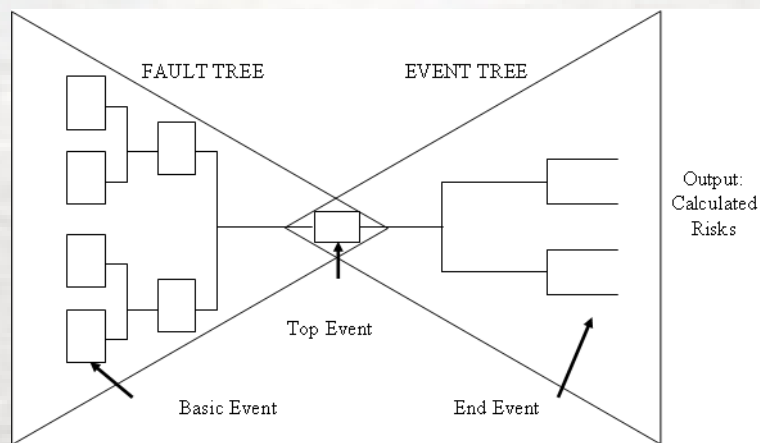 FAULT TREE
EVENT TREE
Output:
Calculated
Risks
Top Event
Basic Event
End Event